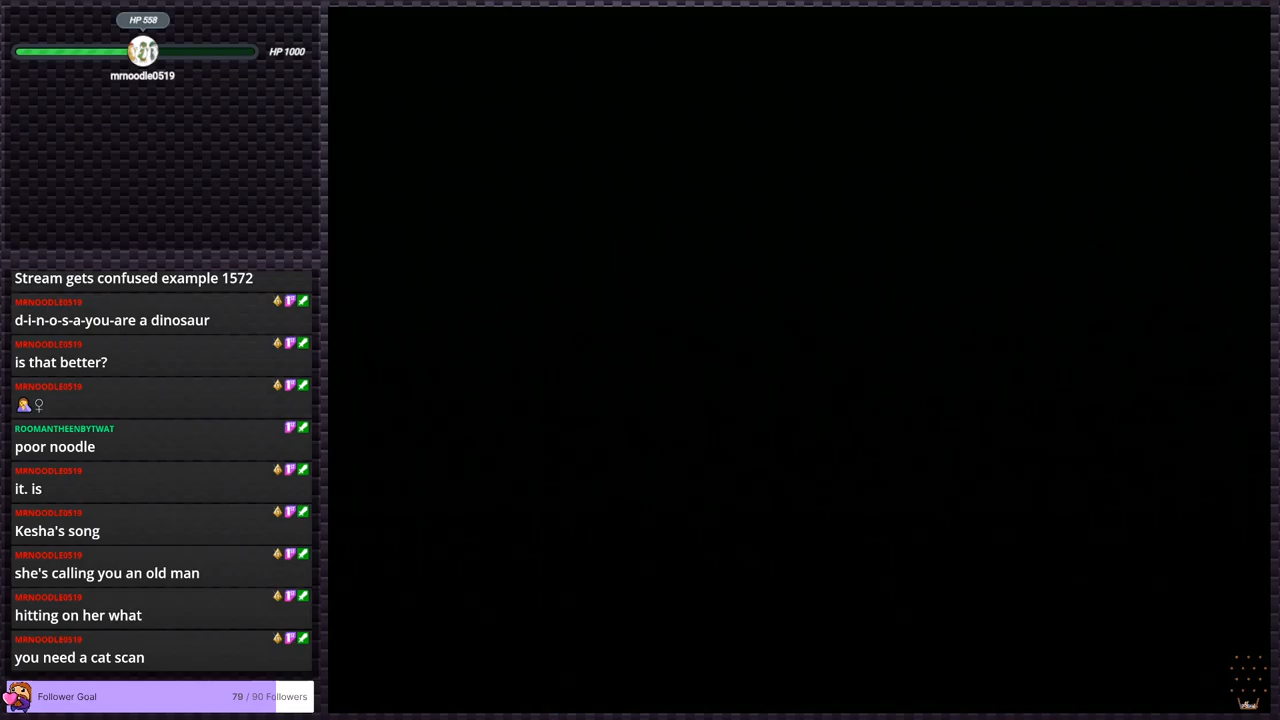 HP 558
HP 1000
mrnoodle0519
Stream gets confused example 1572
MRNOODLE0519
d-i-n-o-s-a-you-are a dinosaur
MRNOODLE0519
is that better?
MRNOODLE0519
🤦‍♀
ROOMANTHEENBYTWAT
poor noodle
MRNOODLE0519
it. is
MRNOODLE0519
Kesha's song
MRNOODLE0519
she's calling you an old man
MRNOODLE0519
hitting on her what
MRNOODLE0519
you need a cat scan
Follower Goal
79 / 90 Followers